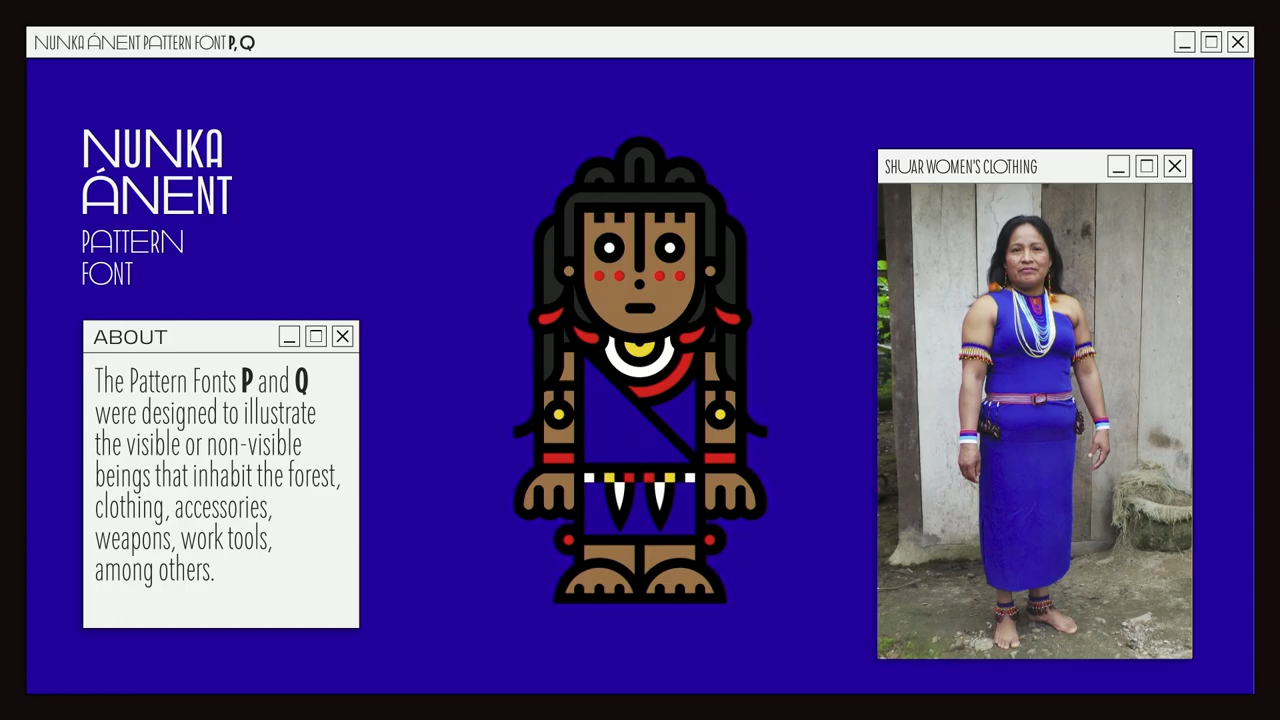 NUNKA ÁNENT PATTERN FONT P, Q
NUNKA
ÁNENT
PATTERN
FONT
ABOUT
The Pattern Fonts P and Q
were designed to illustrate
the visible or non-visible
beings that inhabit the forest,
clothing, accessories,
weapons, work tools,
among others.
SHUAR WOMEN'S CLOTHING